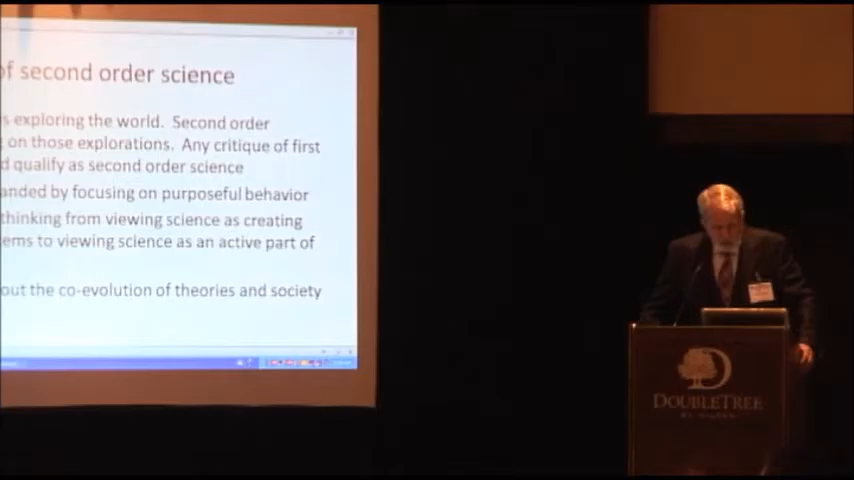 of second order science
s exploring the world. Second order
on those explorations. Any critique of first
d qualify as second order science
anded by focusing on purposeful behavior
thinking from viewing science as creating
ems to viewing science as an active part of
out the co-evolution of theories and society
D
DOUBLETREE
BY HILTON